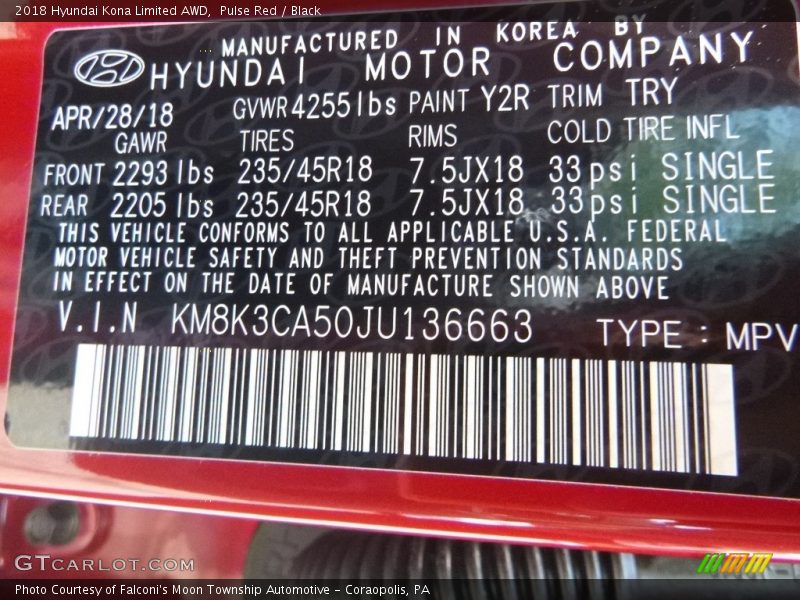 2018 Hyundai Kona Limited AWD,  Pulse Red / Black
MANUFACTURED IN KOREA BY
HYUNDAI MOTOR COMPANY
APR/28/18 GVWR 4255 lbs PAINT Y2R TRIM TRY
GAWR TIRES RIMS COLD TIRE INFL
FRONT 2293 lbs 235/45R18 7.5JX18 33 psi SINGLE
REAR 2205 lbs 235/45R18 7.5JX18 33 psi SINGLE
THIS VEHICLE CONFORMS TO ALL APPLICABLE U.S.A. FEDERAL
MOTOR VEHICLE SAFETY AND THEFT PREVENTION STANDARDS
IN EFFECT ON THE DATE OF MANUFACTURE SHOWN ABOVE
V.I.N KM8K3CA50JU136663 TYPE : MPV
GTCARLOT.COM
Photo Courtesy of Falconi's Moon Township Automotive - Coraopolis, PA